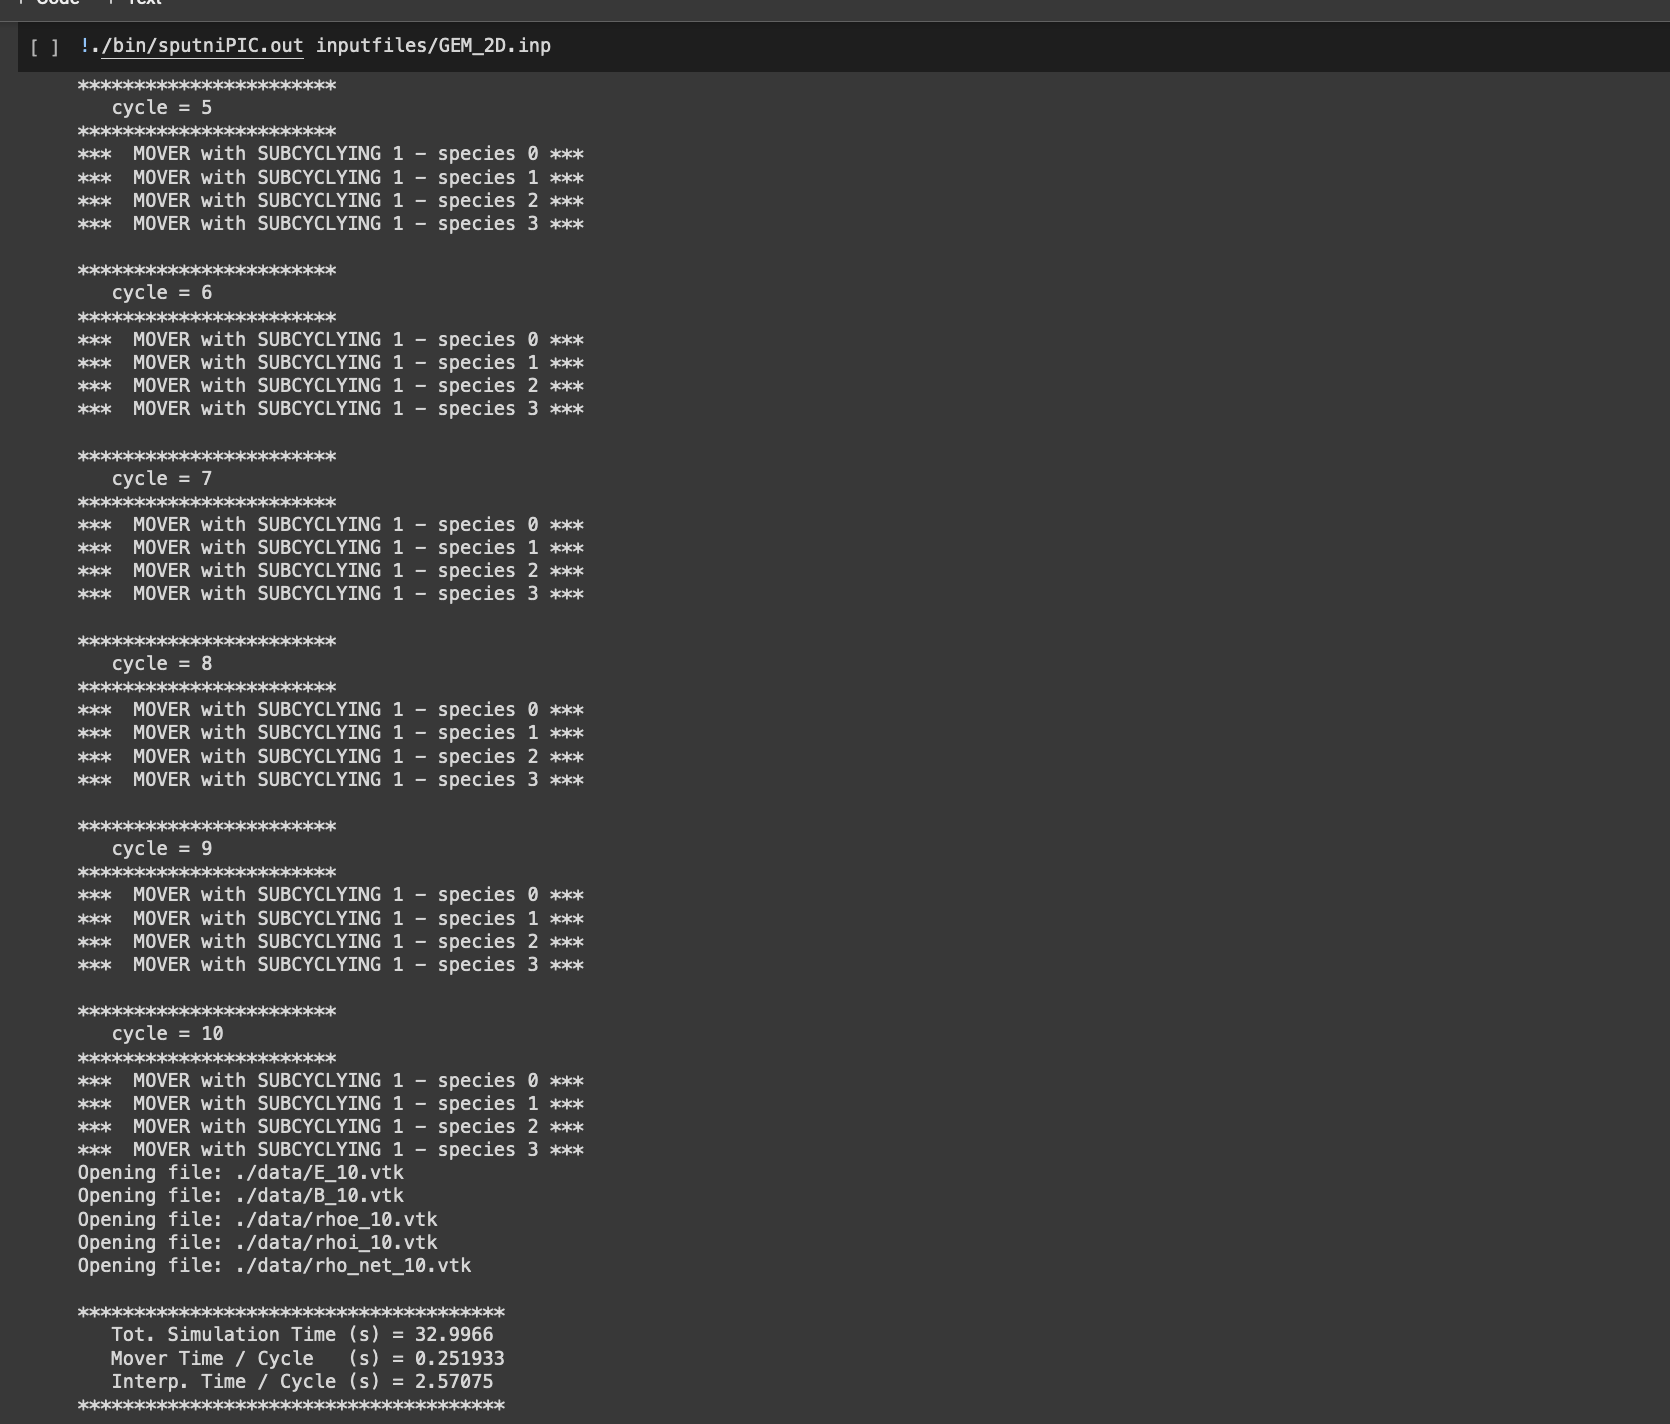 + Code + Text
[ ] !./bin/sputniPIC.out inputfiles/GEM_2D.inp
***********************
cycle = 5
***********************
*** MOVER with SUBCYCLYING 1 - species 0 ***
*** MOVER with SUBCYCLYING 1 - species 1 ***
*** MOVER with SUBCYCLYING 1 - species 2 ***
*** MOVER with SUBCYCLYING 1 - species 3 ***
***********************
cycle = 6
***********************
*** MOVER with SUBCYCLYING 1 - species 0 ***
*** MOVER with SUBCYCLYING 1 - species 1 ***
*** MOVER with SUBCYCLYING 1 - species 2 ***
*** MOVER with SUBCYCLYING 1 - species 3 ***
***********************
cycle = 7
***********************
*** MOVER with SUBCYCLYING 1 - species 0 ***
*** MOVER with SUBCYCLYING 1 - species 1 ***
*** MOVER with SUBCYCLYING 1 - species 2 ***
*** MOVER with SUBCYCLYING 1 - species 3 ***
***********************
cycle = 8
***********************
*** MOVER with SUBCYCLYING 1 - species 0 ***
*** MOVER with SUBCYCLYING 1 - species 1 ***
*** MOVER with SUBCYCLYING 1 - species 2 ***
*** MOVER with SUBCYCLYING 1 - species 3 ***
***********************
cycle = 9
***********************
*** MOVER with SUBCYCLYING 1 - species 0 ***
*** MOVER with SUBCYCLYING 1 - species 1 ***
*** MOVER with SUBCYCLYING 1 - species 2 ***
*** MOVER with SUBCYCLYING 1 - species 3 ***
***********************
cycle = 10
***********************
*** MOVER with SUBCYCLYING 1 - species 0 ***
*** MOVER with SUBCYCLYING 1 - species 1 ***
*** MOVER with SUBCYCLYING 1 - species 2 ***
*** MOVER with SUBCYCLYING 1 - species 3 ***
Opening file: ./data/E_10.vtk
Opening file: ./data/B_10.vtk
Opening file: ./data/rhoe_10.vtk
Opening file: ./data/rhoi_10.vtk
Opening file: ./data/rho_net_10.vtk
**************************************
Tot. Simulation Time (s) = 32.9966
Mover Time / Cycle (s) = 0.251933
Interp. Time / Cycle (s) = 2.57075
**************************************